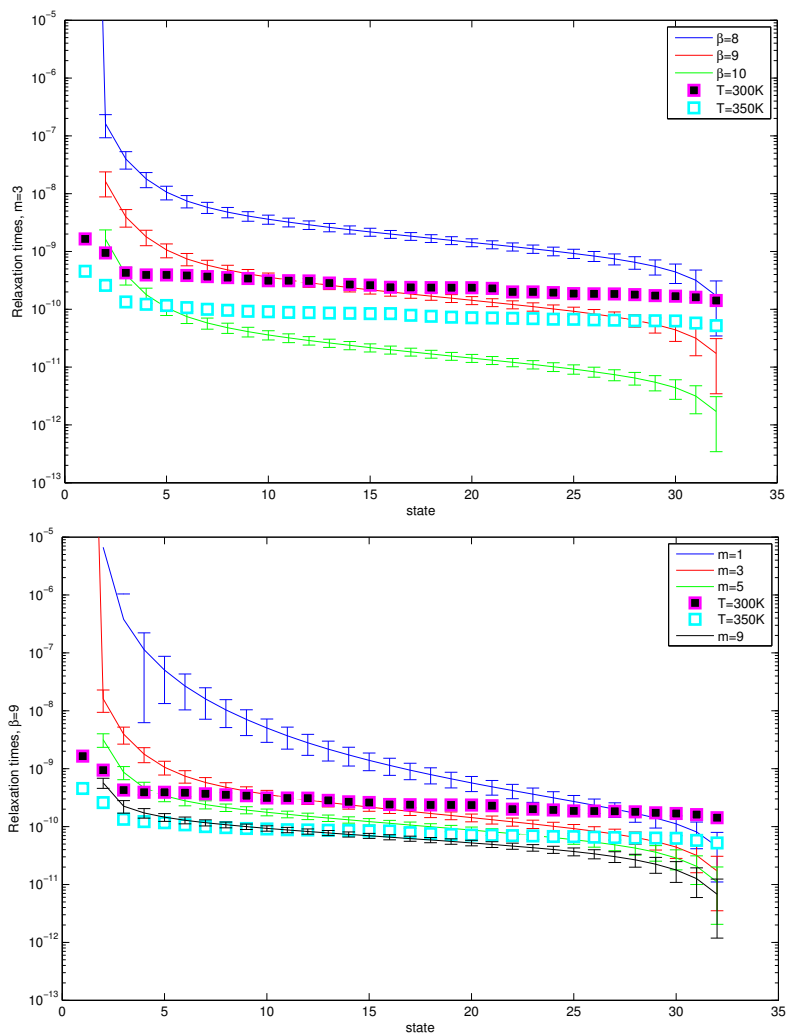 10⁻⁵
10⁻⁶
10⁻⁷
10⁻⁸
10⁻⁹
10⁻¹⁰
10⁻¹¹
10⁻¹²
10⁻¹³
Relaxation times, m=3
β=8
β=9
β=10
T=300K
T=350K
0 5 10 15 20 25 30 35
state
10⁻⁵
10⁻⁶
10⁻⁷
10⁻⁸
10⁻⁹
10⁻¹⁰
10⁻¹¹
10⁻¹²
10⁻¹³
Relaxation times, β=9
m=1
m=3
m=5
T=300K
T=350K
m=9
0 5 10 15 20 25 30 35
state